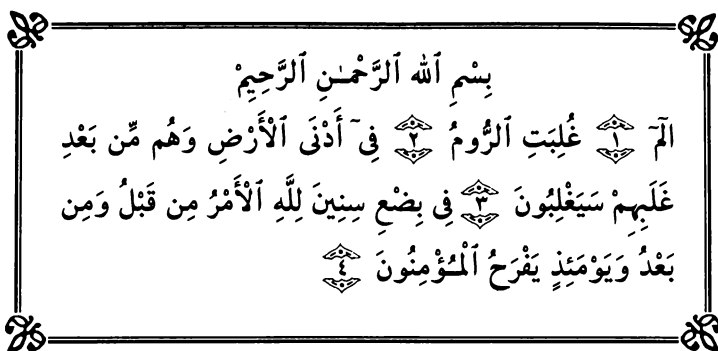 بِسْمِ ٱللَّهِ ٱلرَّحْمَـٰنِ ٱلرَّحِيمِْ
الٓمٓ ١ غُلِبَتِ ٱلرُّومُ ٢ فِىٓ أَدْنَى ٱلْأَرْضِ وَهُم مِّن بَعْدِ
غَلَبِهِمْ سَيَغْلِبُونَ ٣ فِى بِضْعِ سِنِينَ لِلَّهِ ٱلْأَمْرُ مِن قَبْلُ وَمِن
بَعْدُ وَيَوْمَئِذٍ يَفْرَحُ ٱلْمُؤْمِنُونَ ٤